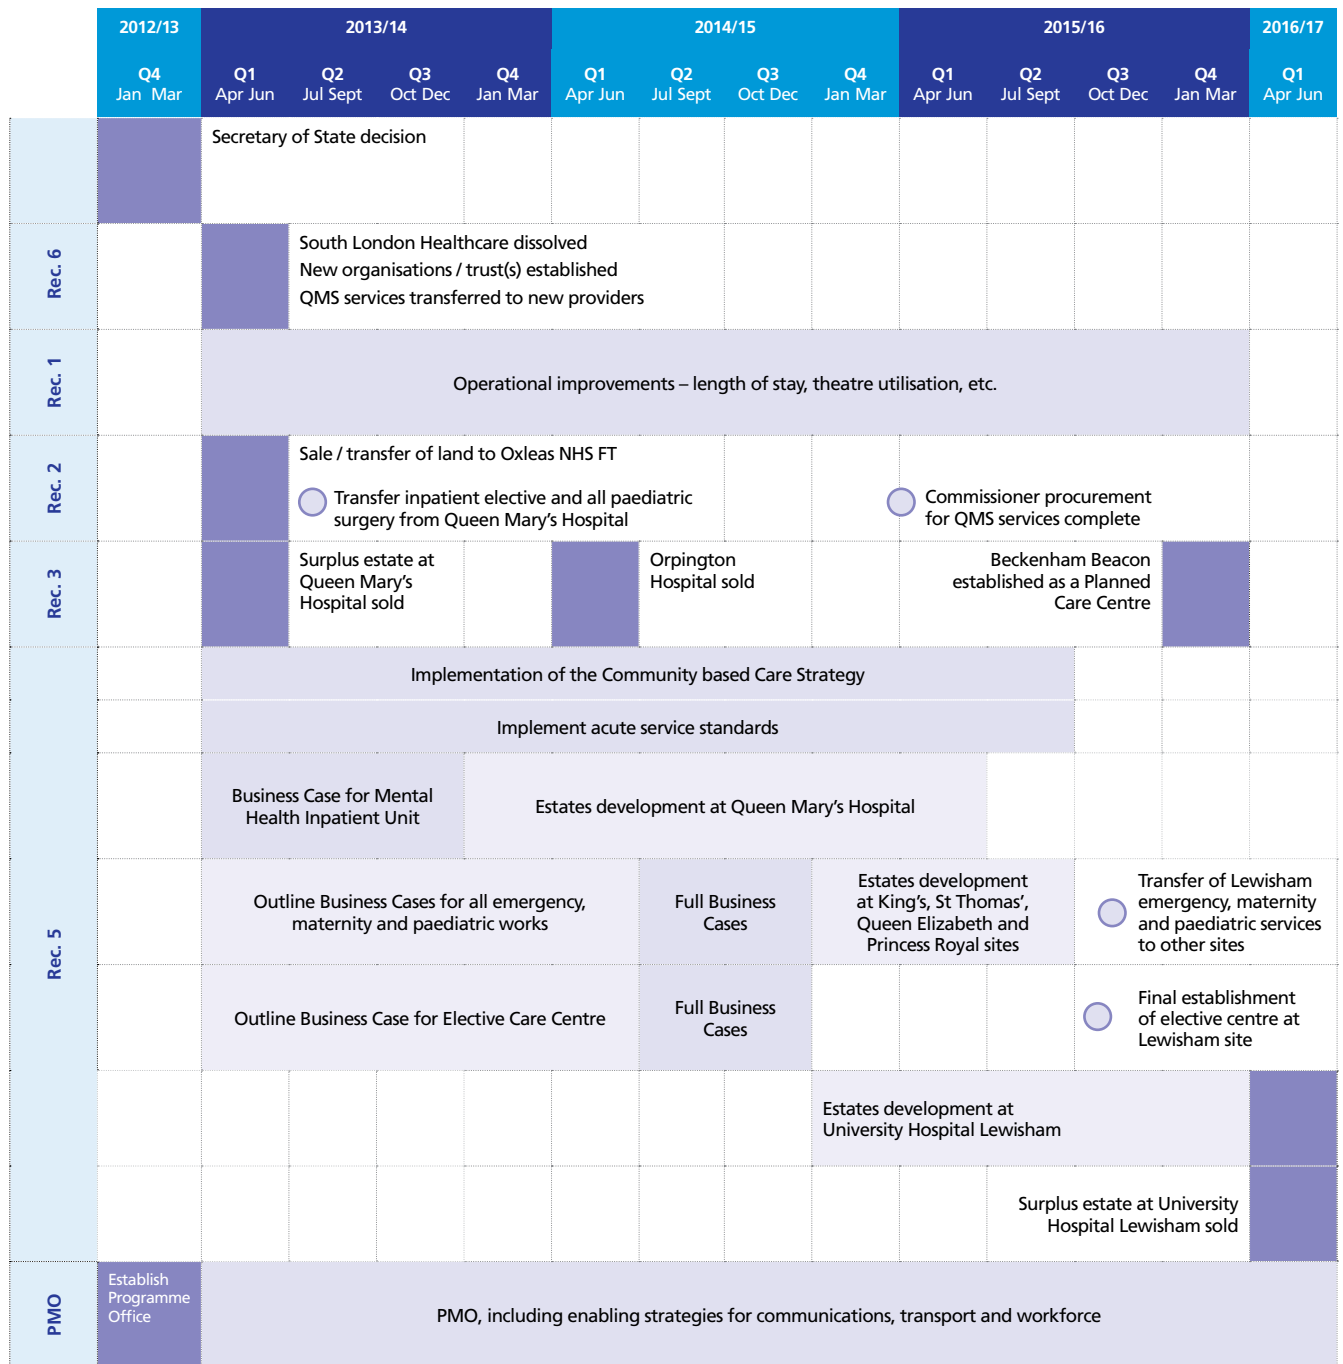 2012/13
2013/14
2014/15
2015/16
2016/17
Q4
Jan Mar
Q1
Apr Jun
Q2
Jul Sept
Q3
Oct Dec
Q4
Jan Mar
Q1
Apr Jun
Q2
Jul Sept
Q3
Oct Dec
Q4
Jan Mar
Q1
Apr Jun
Q2
Jul Sept
Q3
Oct Dec
Q4
Jan Mar
Q1
Apr Jun
Secretary of State decision
Rec. 6
South London Healthcare dissolved
New organisations / trust(s) established
QMS services transferred to new providers
Rec. 1
Operational improvements – length of stay, theatre utilisation, etc.
Rec. 2
Sale / transfer of land to Oxleas NHS FT
Transfer inpatient elective and all paediatric
surgery from Queen Mary's Hospital
Commissioner procurement
for QMS services complete
Rec. 3
Surplus estate at
Queen Mary's
Hospital sold
Orpington
Hospital sold
Beckenham Beacon
established as a Planned
Care Centre
Rec. 5
Implementation of the Community based Care Strategy
Implement acute service standards
Business Case for Mental
Health Inpatient Unit
Estates development at Queen Mary's Hospital
Outline Business Cases for all emergency,
maternity and paediatric works
Full Business
Cases
Estates development
at King's, St Thomas',
Queen Elizabeth and
Princess Royal sites
Transfer of Lewisham
emergency, maternity
and paediatric services
to other sites
Outline Business Case for Elective Care Centre
Full Business
Cases
Final establishment
of elective centre at
Lewisham site
Estates development at
University Hospital Lewisham
Surplus estate at University
Hospital Lewisham sold
PMO
Establish
Programme
Office
PMO, including enabling strategies for communications, transport and workforce